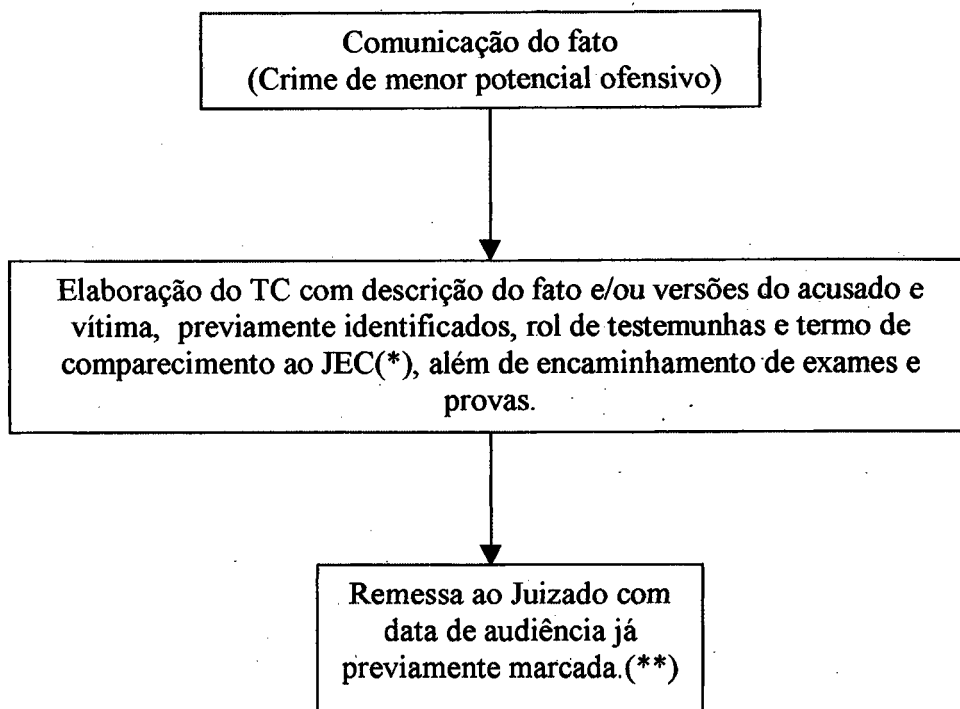 Comunicação do fato
(Crime de menor potencial ofensivo)
Elaboração do TC com descrição do fato e/ou versões do acusado e
vítima, previamente identificados, rol de testemunhas e termo de
comparecimento ao JEC(*), além de encaminhamento de exames e
provas.
Remessa ao Juizado com
data de audiência já
previamente marcada.(**)